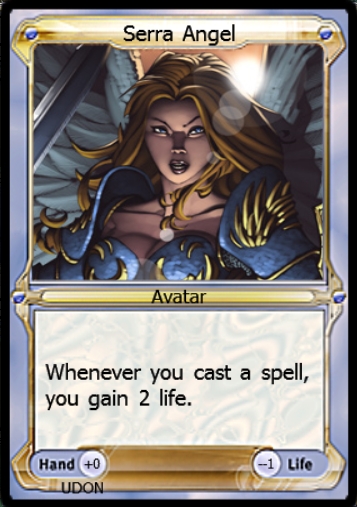 Serra Angel
Avatar
Whenever you cast a spell,
you gain 2 life.
Hand +0 --1 Life
UDON